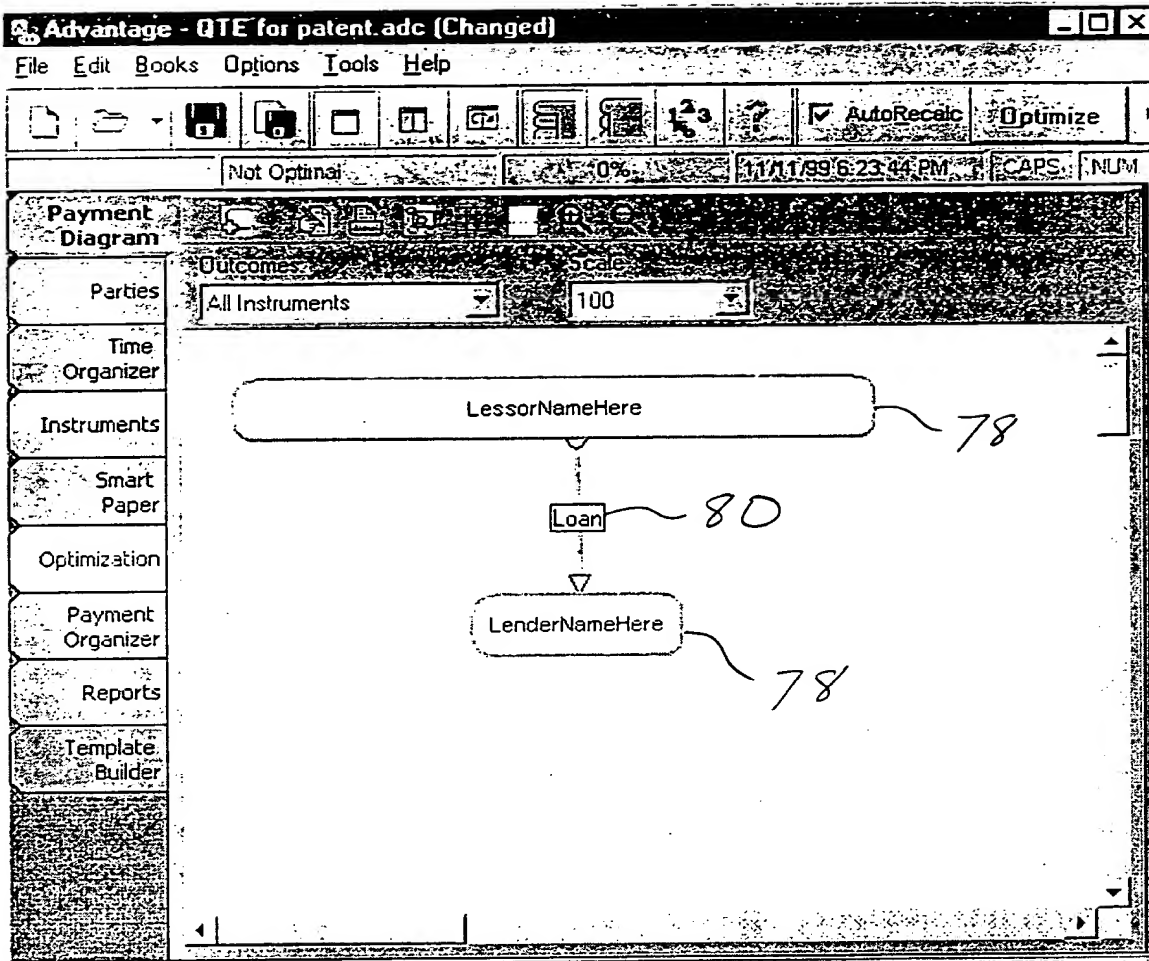 Advantage - QTE for patent.adc (Changed)
File Edit Books Options Tools Help
AutoRecalc Optimize
Not Optimal 0% 11/11/99 6:23:44 PM CAPS NUM
Payment
Diagram
Outcomes Scale
All Instruments 100
Parties
Time
Organizer
Instruments
Smart
Paper
Optimization
Payment
Organizer
Reports
Template
Builder
LessorNameHere
78
Loan
80
LenderNameHere
78